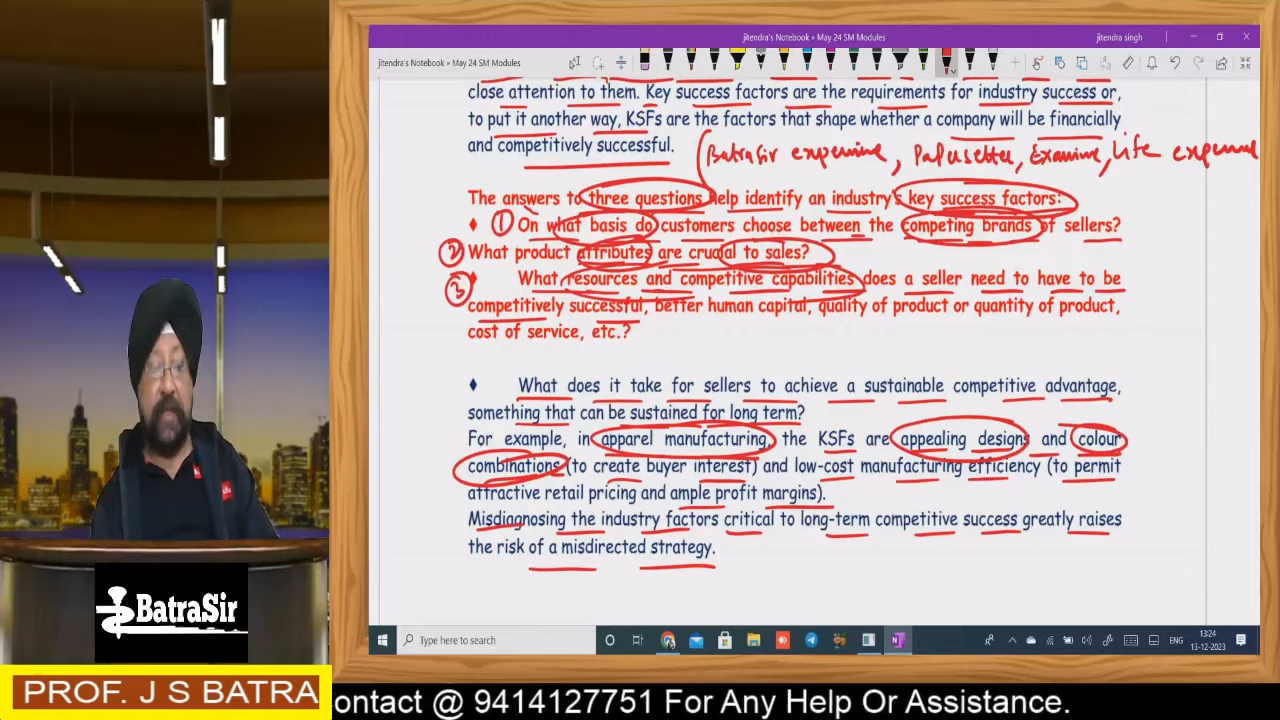 jitendra's Notebook » May 24 SM Modules
jitendra singh
jitendra's Notebook » May 24 SM Modules
close attention to them. Key success factors are the requirements for industry success or,
to put it another way, KSFs are the factors that shape whether a company will be financially
and competitively successful.
BatraSir experience, Papersetter, Examiner, Life experience
The answers to three questions help identify an industry's key success factors:
♦ ① On what basis do customers choose between the competing brands of sellers?
② What product attributes are crucial to sales?
③ ♦ What resources and competitive capabilities does a seller need to have to be
competitively successful, better human capital, quality of product or quantity of product,
cost of service, etc.?
♦ What does it take for sellers to achieve a sustainable competitive advantage,
something that can be sustained for long term?
For example, in apparel manufacturing, the KSFs are appealing designs and colour
combinations (to create buyer interest) and low-cost manufacturing efficiency (to permit
attractive retail pricing and ample profit margins).
Misdiagnosing the industry factors critical to long-term competitive success greatly raises
the risk of a misdirected strategy.
BatraSir
Type here to search
ENG
13:24
13-12-2023
PROF. J S BATRA
ontact @ 9414127751 For Any Help Or Assistance.